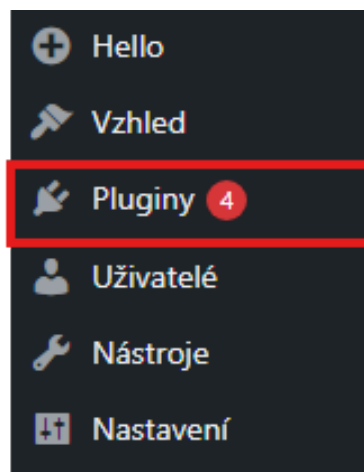 Hello
Vzhled
Pluginy 4
Uživatelé
Nástroje
Nastavení